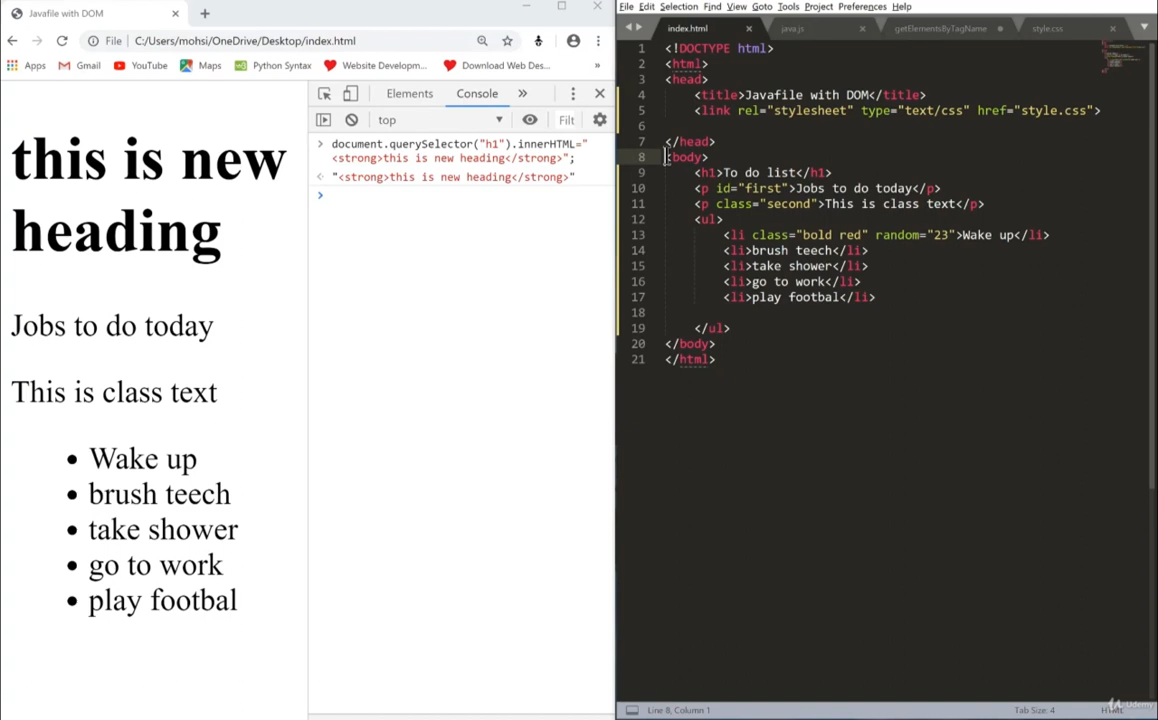 Javafile with DOM
File
C:/Users/mohsi/OneDrive/Desktop/index.html
Apps
Gmail
YouTube
Maps
Python Syntax
Website Developm...
Download Web Des...
»
this is new
heading
Jobs to do today
This is class text
• Wake up
• brush teech
• take shower
• go to work
• play footbal
Elements
Console
»
top
Filt
document.querySelector("h1").innerHTML="
<strong>this is new heading</strong>";
"<strong>this is new heading</strong>"
File Edit Selection Find View Goto Tools Project Preferences Help
index.html
java.js
getElementsByTagName
style.css
1 <!DOCTYPE html>
2 <html>
3 <head>
4 <title>Javafile with DOM</title>
5 <link rel="stylesheet" type="text/css" href="style.css">
6
7 </head>
8 <body>
9 <h1>To do list</h1>
10 <p id="first">Jobs to do today</p>
11 <p class="second">This is class text</p>
12 <ul>
13 <li class="bold red" random="23">Wake up</li>
14 <li>brush teech</li>
15 <li>take shower</li>
16 <li>go to work</li>
17 <li>play footbal</li>
18
19 </ul>
20 </body>
21 </html>
Line 8, Column 1
Tab Size: 4
HTML
Udemy